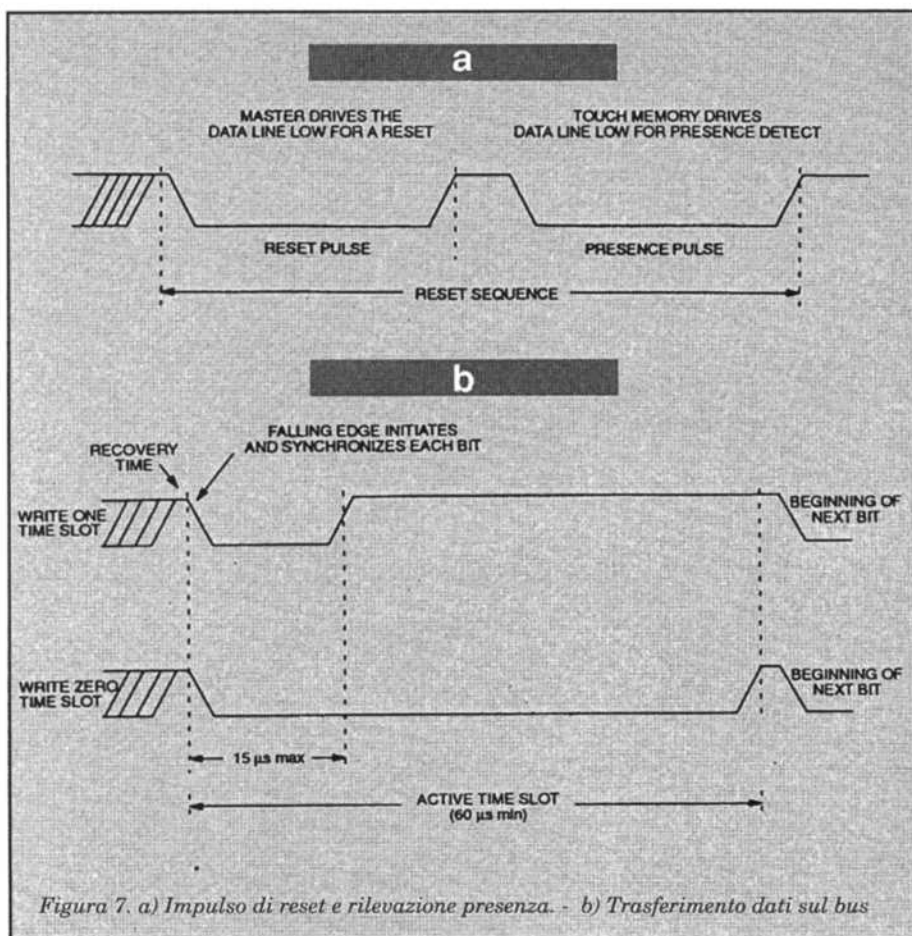 a
MASTER DRIVES THE
DATA LINE LOW FOR A RESET
TOUCH MEMORY DRIVES
DATA LINE LOW FOR PRESENCE DETECT
RESET PULSE
PRESENCE PULSE
RESET SEQUENCE
b
FALLING EDGE INITIATES
AND SYNCHRONIZES EACH BIT
RECOVERY
TIME
WRITE ONE
TIME SLOT
BEGINNING OF
NEXT BIT
WRITE ZERO
TIME SLOT
BEGINNING OF
NEXT BIT
15 µs max
ACTIVE TIME SLOT
(60 µs min)
Figura 7. a) Impulso di reset e rilevazione presenza. - b) Trasferimento dati sul bus